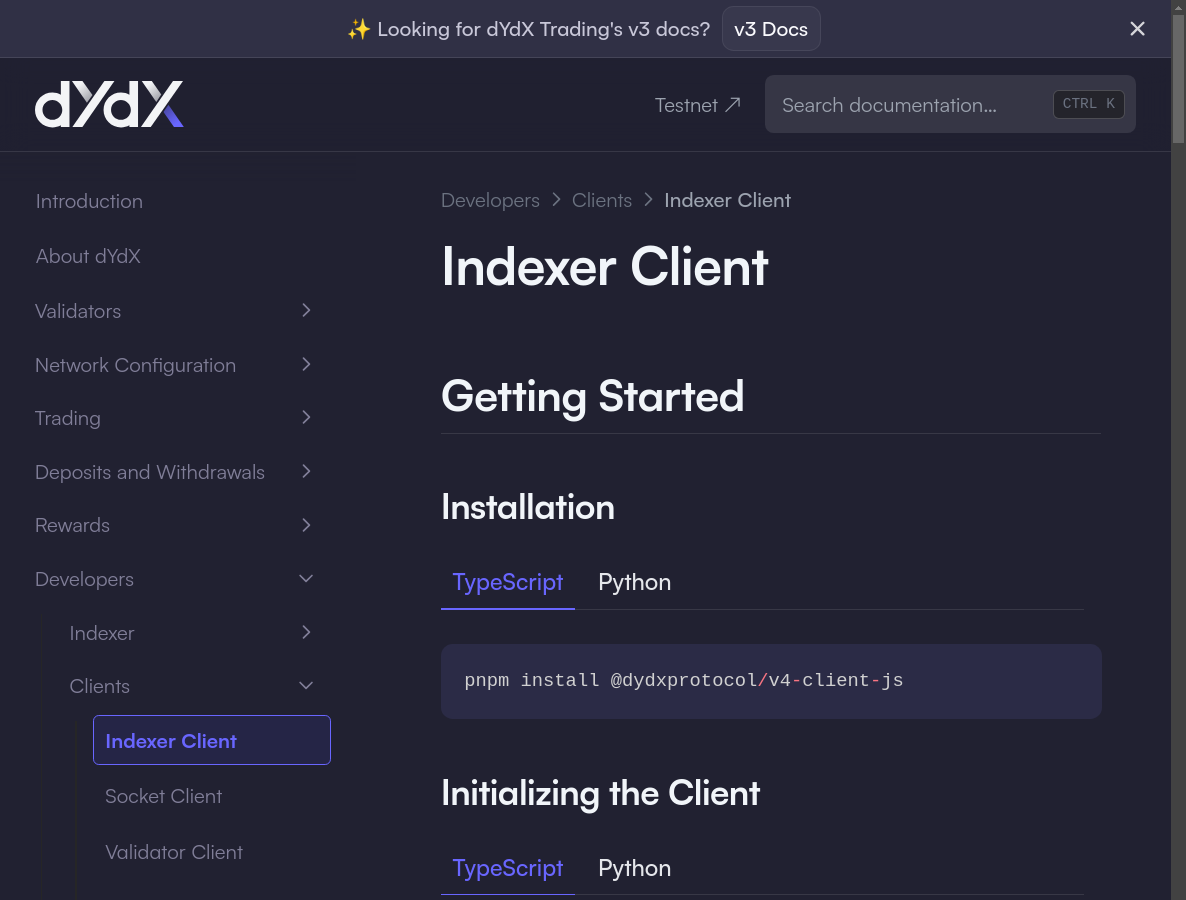 ✨ Looking for dYdX Trading's v3 docs? v3 Docs
dYdX
Testnet
Search documentation…
CTRL K
Introduction
About dYdX
Validators
Network Configuration
Trading
Deposits and Withdrawals
Rewards
Developers
Indexer
Clients
Indexer Client
Socket Client
Validator Client
Developers > Clients > Indexer Client
Indexer Client
Getting Started
Installation
TypeScript Python
pnpm install @dydxprotocol/v4-client-js
Initializing the Client
TypeScript Python